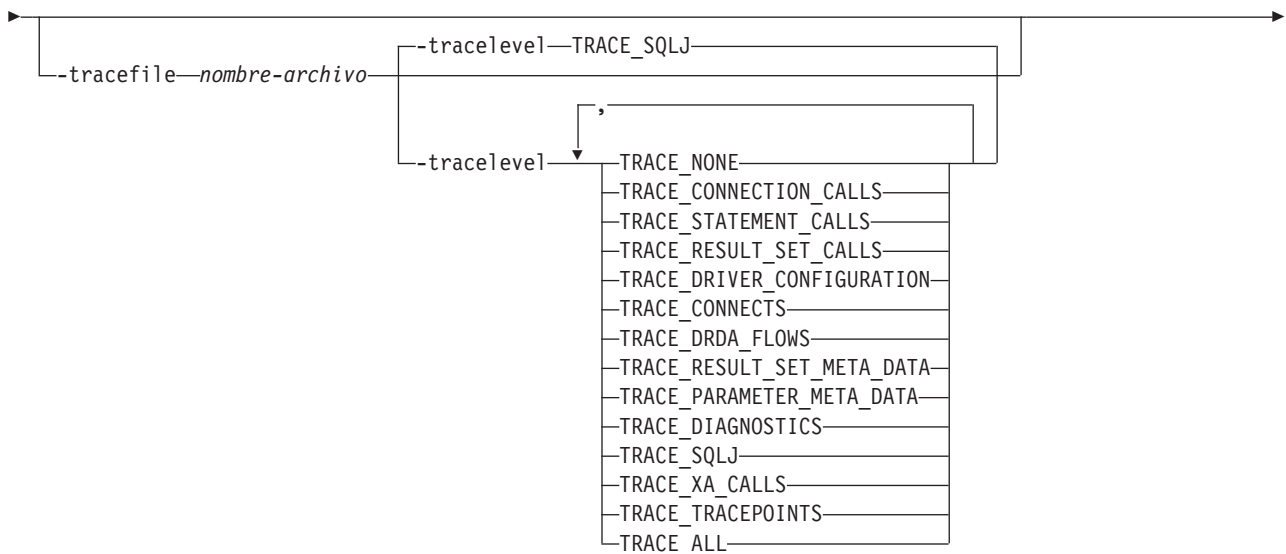 -tracelevel TRACE_SQLJ
-tracefile nombre-archivo
,
-tracelevel TRACE_NONE
TRACE_CONNECTION_CALLS
TRACE_STATEMENT_CALLS
TRACE_RESULT_SET_CALLS
TRACE_DRIVER_CONFIGURATION
TRACE_CONNECTS
TRACE_DRDA_FLOWS
TRACE_RESULT_SET_META_DATA
TRACE_PARAMETER_META_DATA
TRACE_DIAGNOSTICS
TRACE_SQLJ
TRACE_XA_CALLS
TRACE_TRACEPOINTS
TRACE_ALL